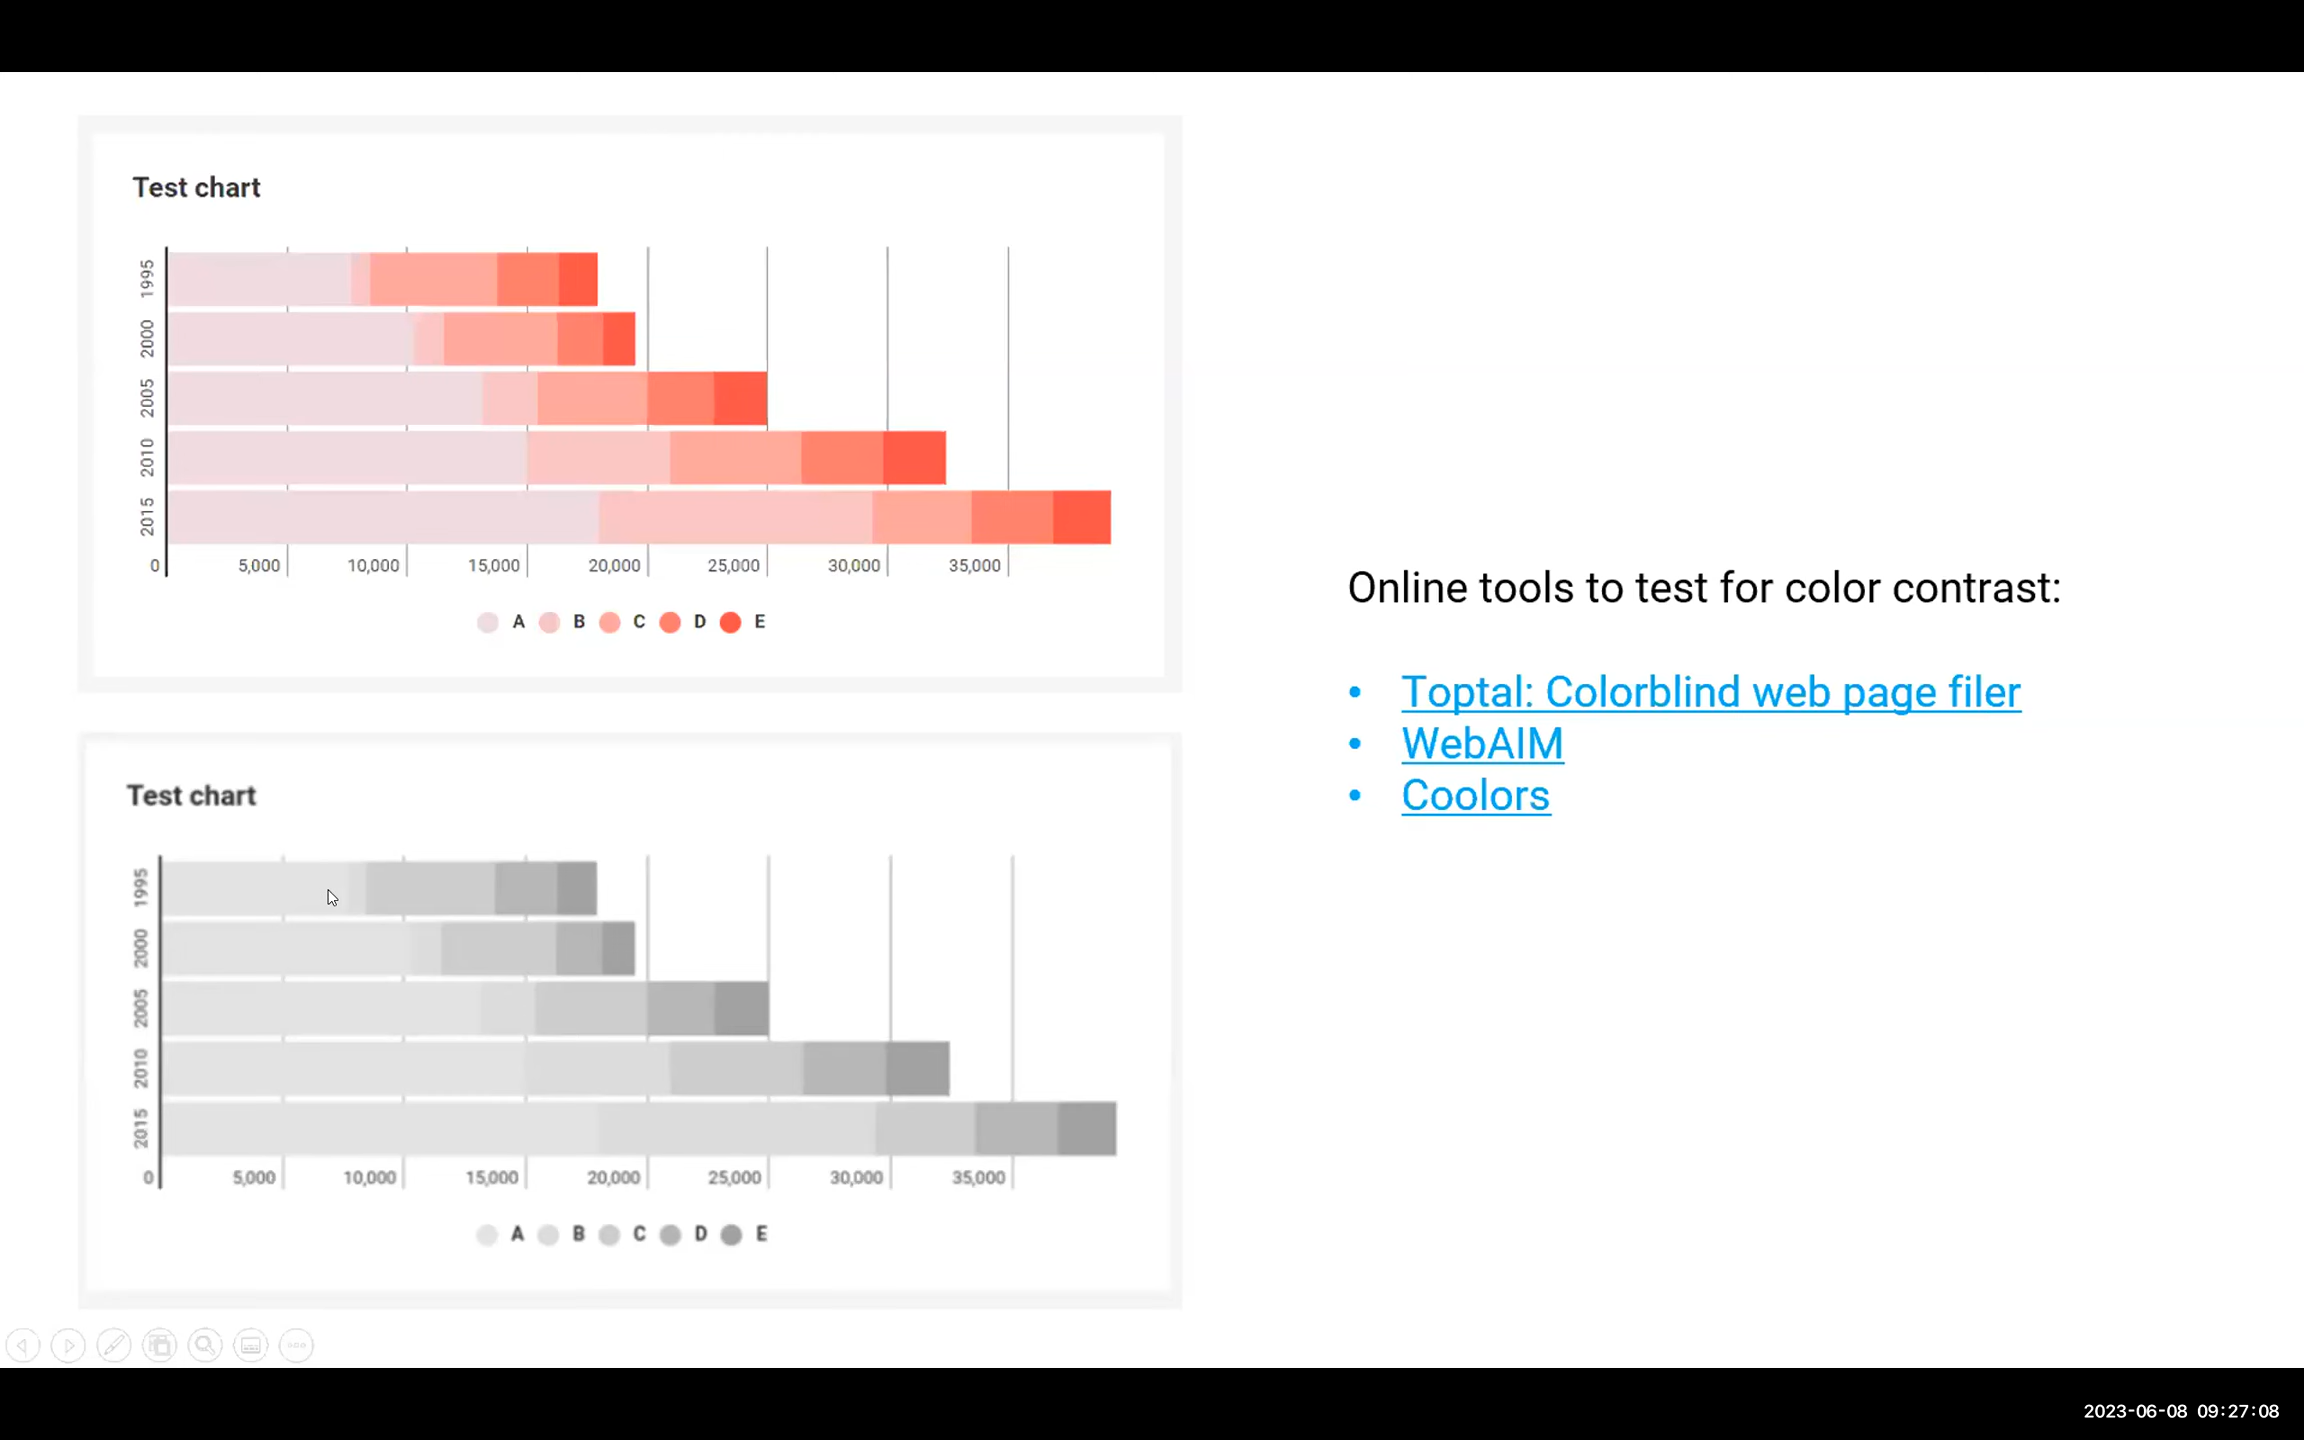 Test chart
1995
2000
2005
2010
2015
0 5,000 10,000 15,000 20,000 25,000 30,000 35,000
A B C D E
Test chart
1995
2000
2005
2010
2015
0 5,000 10,000 15,000 20,000 25,000 30,000 35,000
A B C D E
Online tools to test for color contrast:
• Toptal: Colorblind web page filer
• WebAIM
• Coolors
2023-06-08 09:27:08